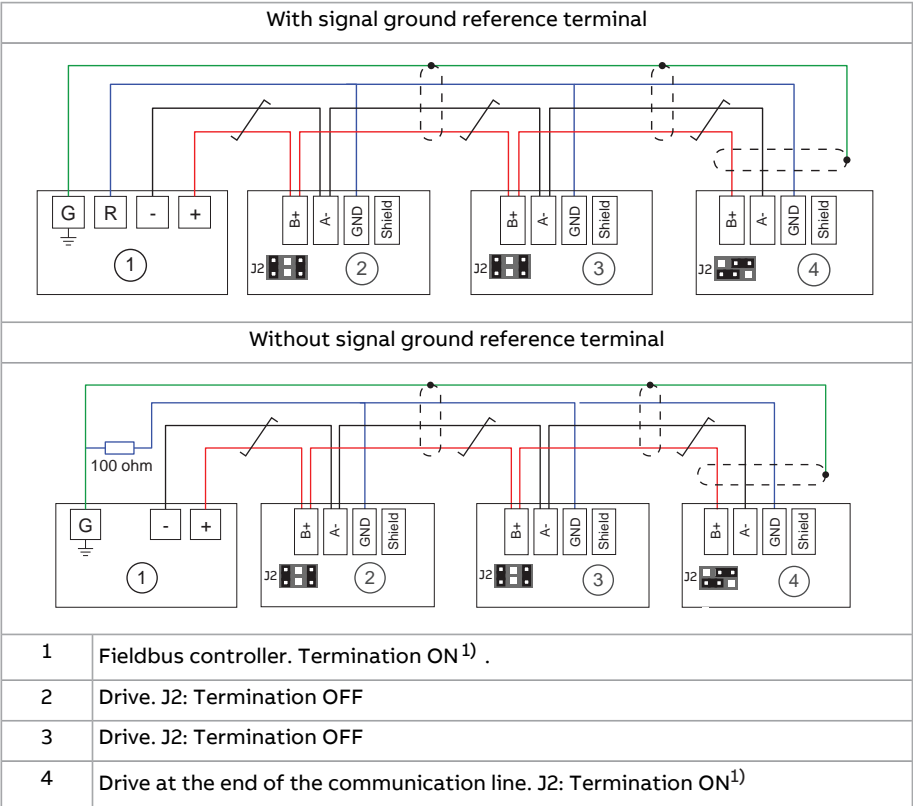 With signal ground reference terminal
G R - +
B+ A- GND Shield
B+ A- GND Shield
B+ A- GND Shield
1
J2 2
J2 3
J2 4
Without signal ground reference terminal
100 ohm
G - +
B+ A- GND Shield
B+ A- GND Shield
B+ A- GND Shield
1
J2 2
J2 3
J2 4
1 Fieldbus controller. Termination ON1) .
2 Drive. J2: Termination OFF
3 Drive. J2: Termination OFF
4 Drive at the end of the communication line. J2: Termination ON1)